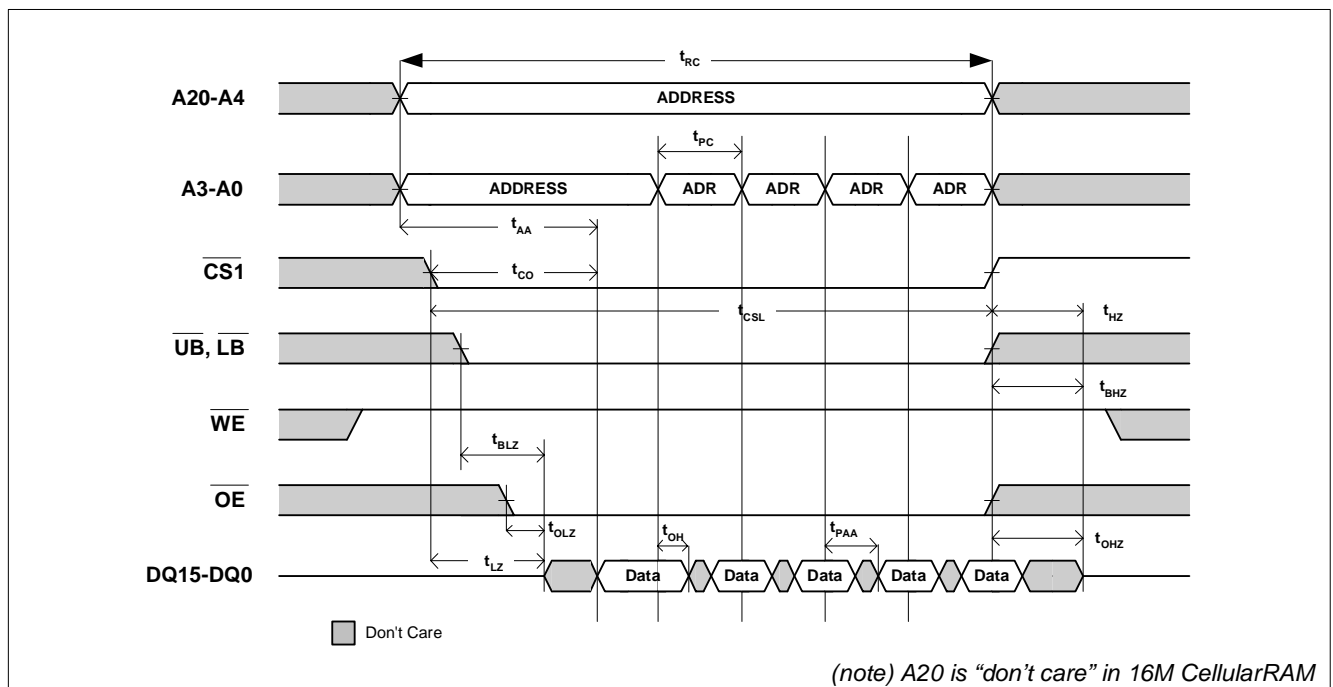 tRC
A20-A4
ADDRESS
tPC
A3-A0
ADDRESS
ADR
ADR
ADR
ADR
tAA
CS1
tCO
tCSL
tHZ
UB, LB
tBHZ
WE
tBLZ
OE
tOLZ
tOH
tPAA
tOHZ
tLZ
DQ15-DQ0
Data
Data
Data
Data
Data
Don't Care
(note) A20 is “don’t care” in 16M CellularRAM